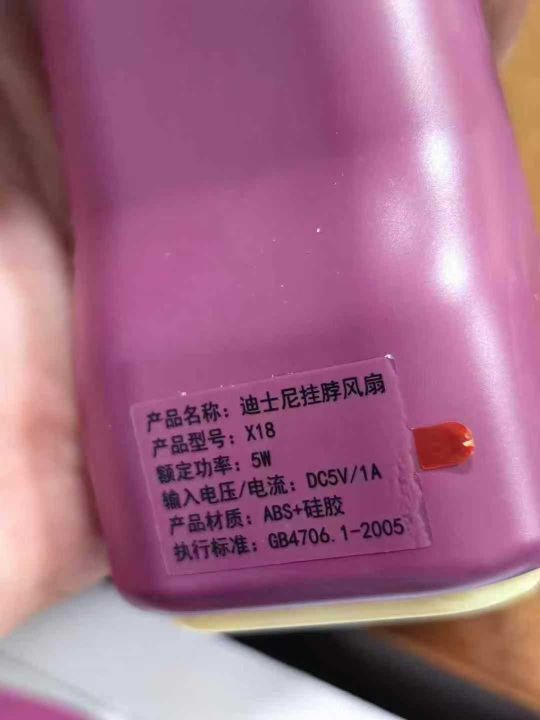 产品名称：迪士尼挂脖风扇
产品型号：X18
额定功率：5W
输入电压/电流：DC5V/1A
产品材质：ABS+硅胶
执行标准：GB4706.1-2005